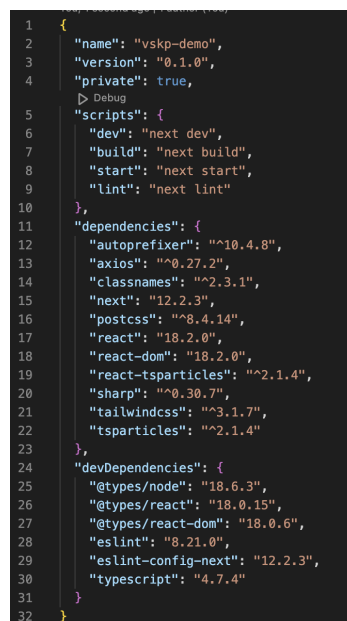 1 {
2 "name": "vskp-demo",
3 "version": "0.1.0",
4 "private": true,
Debug
5 "scripts": {
6 "dev": "next dev",
7 "build": "next build",
8 "start": "next start",
9 "lint": "next lint"
10 },
11 "dependencies": {
12 "autoprefixer": "^10.4.8",
13 "axios": "^0.27.2",
14 "classnames": "^2.3.1",
15 "next": "12.2.3",
16 "postcss": "^8.4.14",
17 "react": "18.2.0",
18 "react-dom": "18.2.0",
19 "react-tsparticles": "^2.1.4",
20 "sharp": "^0.30.7",
21 "tailwindcss": "^3.1.7",
22 "tsparticles": "^2.1.4"
23 },
24 "devDependencies": {
25 "@types/node": "18.6.3",
26 "@types/react": "18.0.15",
27 "@types/react-dom": "18.0.6",
28 "eslint": "8.21.0",
29 "eslint-config-next": "12.2.3",
30 "typescript": "4.7.4"
31 }
32 }